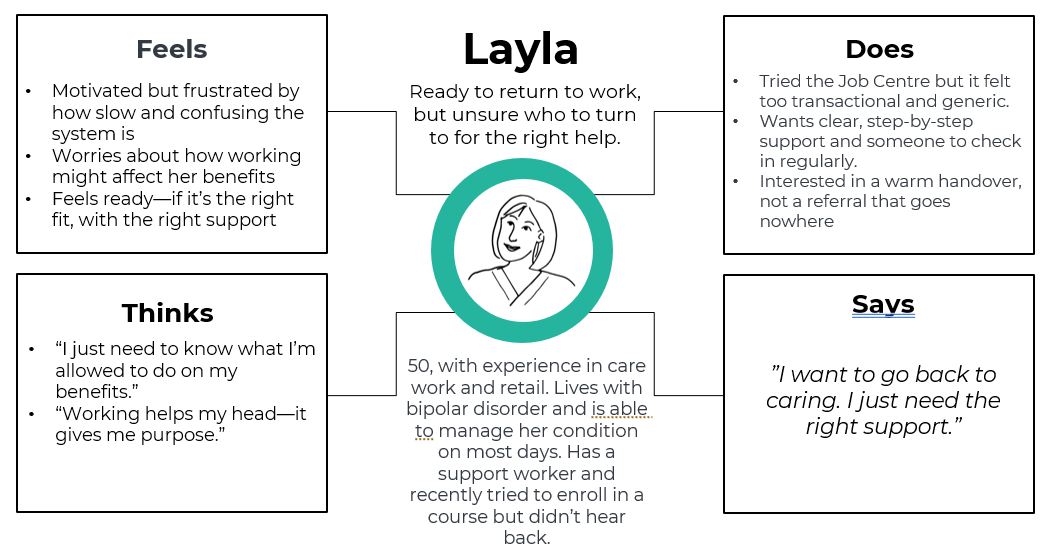 Feels
• Motivated but frustrated by
how slow and confusing the
system is
• Worries about how working
might affect her benefits
• Feels ready—if it’s the right
fit, with the right support
Layla
Ready to return to work,
but unsure who to turn
to for the right help.
Does
• Tried the Job Centre but it felt
too transactional and generic.
• Wants clear, step-by-step
support and someone to check
in regularly.
• Interested in a warm handover,
not a referral that goes
nowhere
Thinks
• “I just need to know what I’m
allowed to do on my
benefits.”
• “Working helps my head—it
gives me purpose.”
50, with experience in care
work and retail. Lives with
bipolar disorder and is able
to manage her condition
on most days. Has a
support worker and
recently tried to enroll in a
course but didn’t hear
back.
Says
”I want to go back to
caring. I just need the
right support.”